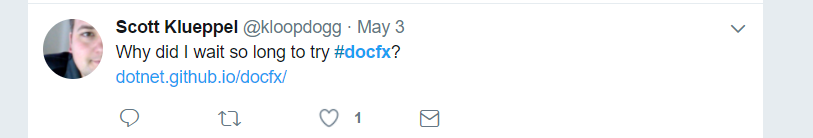 Scott Klueppel @kloopdogg · May 3
Why did I wait so long to try #docfx?
dotnet.github.io/docfx/
1